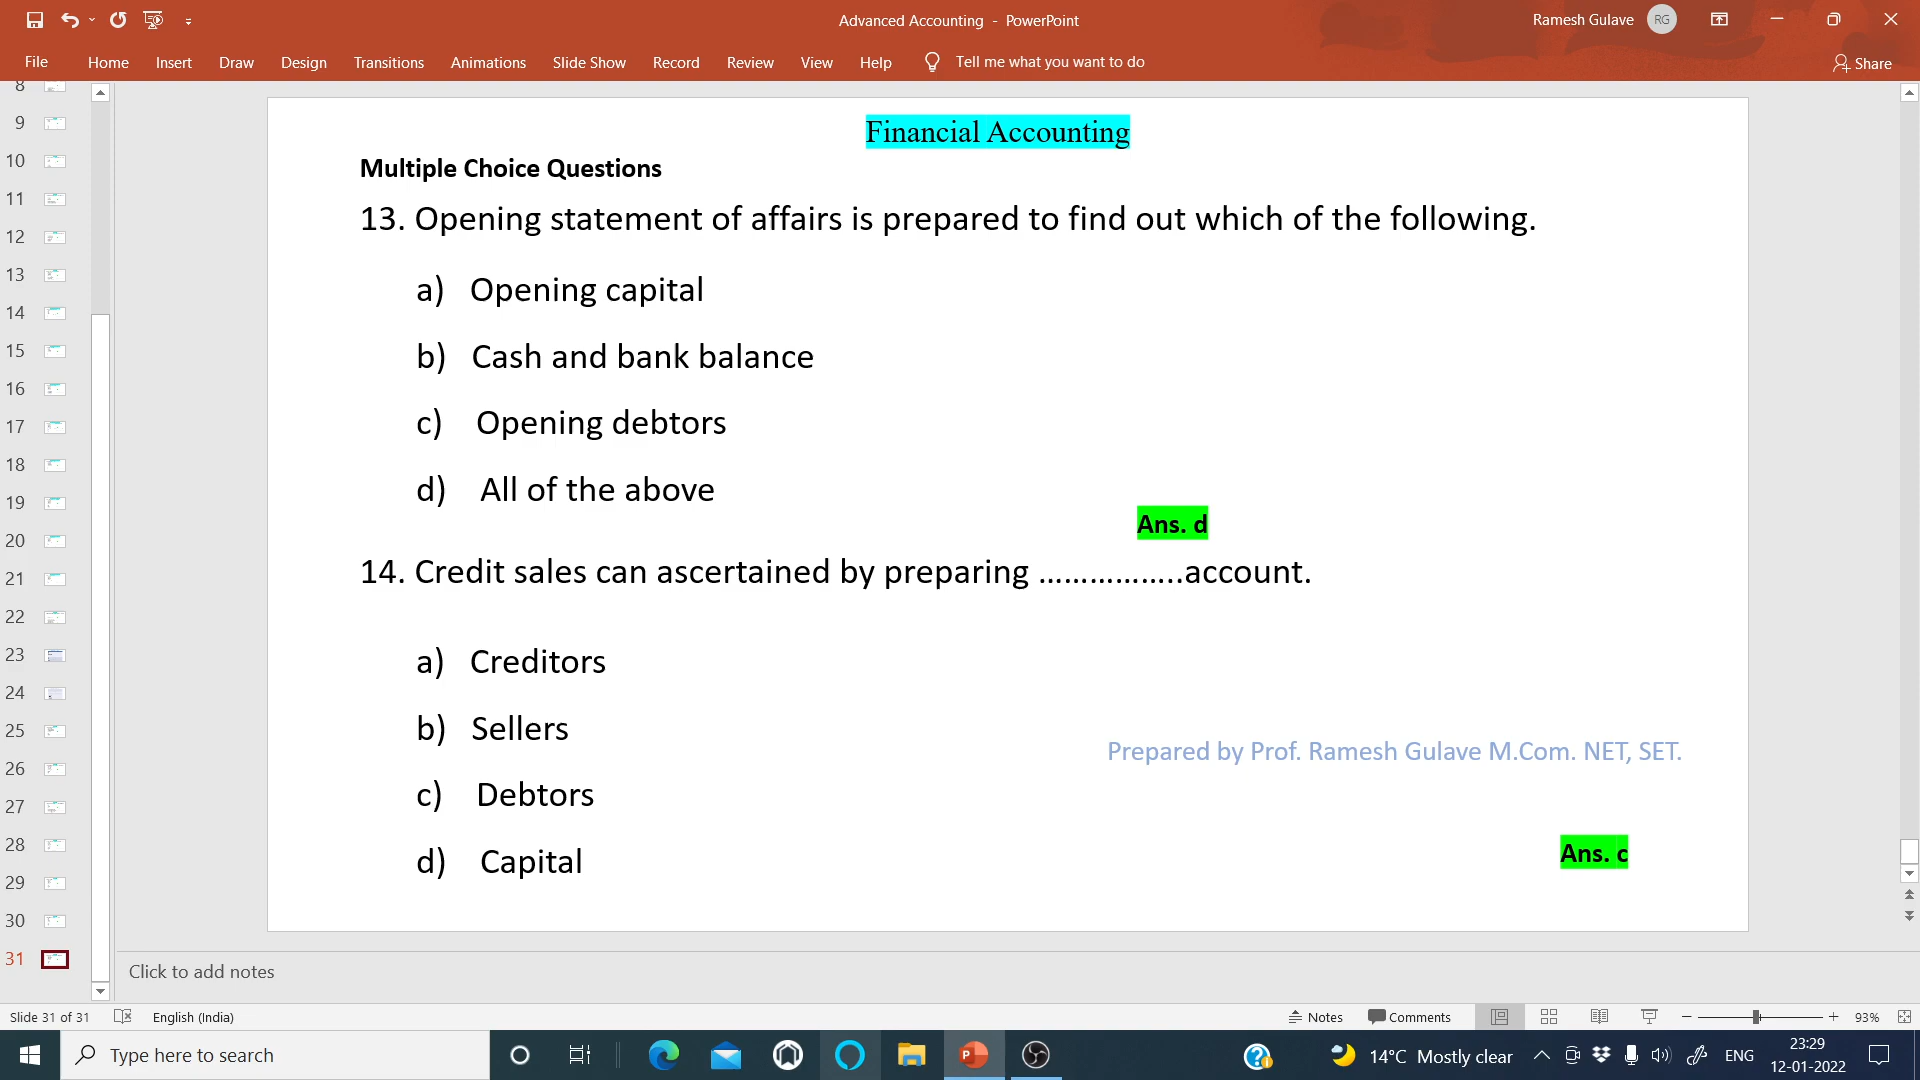 Advanced Accounting - PowerPoint
Ramesh Gulave RG
File Home Insert Draw Design Transitions Animations Slide Show Record Review View Help Tell me what you want to do Share
Financial Accounting
Multiple Choice Questions
13. Opening statement of affairs is prepared to find out which of the following.
a) Opening capital
b) Cash and bank balance
c) Opening debtors
d) All of the above
Ans. d
14. Credit sales can ascertained by preparing ……………..account.
a) Creditors
b) Sellers
Prepared by Prof. Ramesh Gulave M.Com. NET, SET.
c) Debtors
d) Capital
Ans. c
8
9
10
11
12
13
14
15
16
17
18
19
20
21
22
23
24
25
26
27
28
29
30
31
Click to add notes
Slide 31 of 31 English (India) Notes Comments 93%
Type here to search
14°C Mostly clear
ENG
23:29
12-01-2022